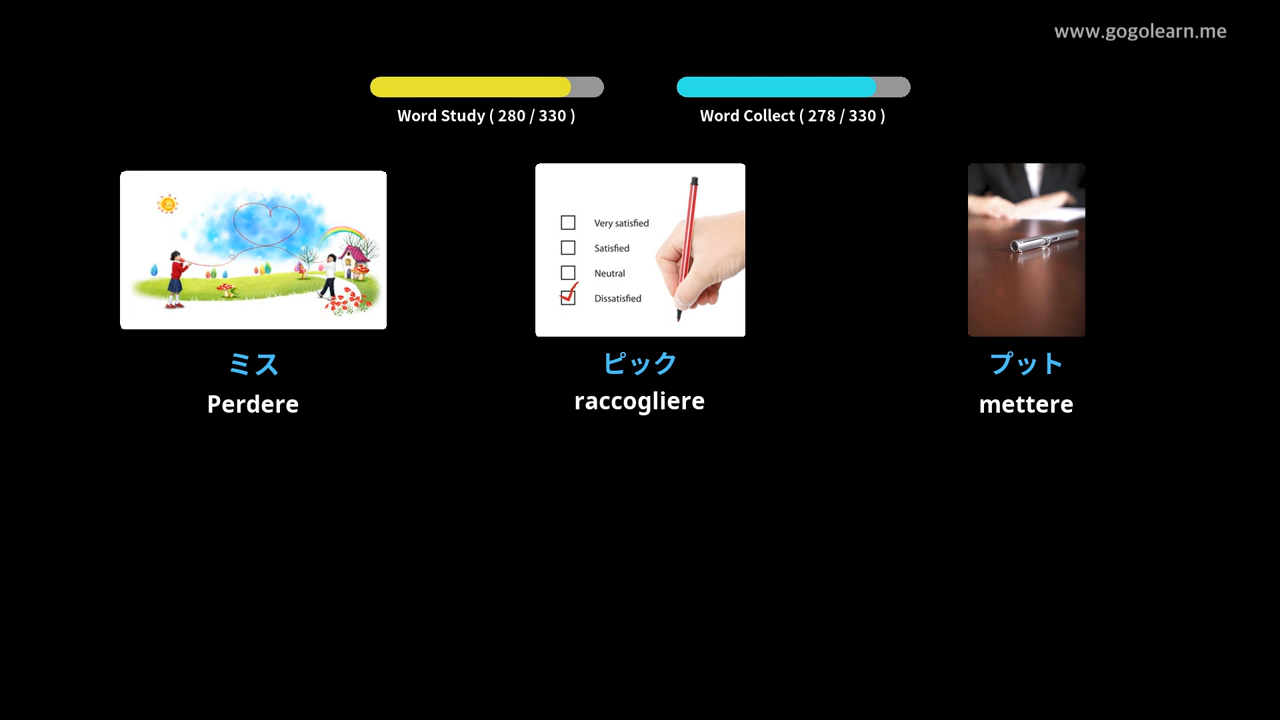 www.gogolearn.me
Word Study ( 280 / 330 )
Word Collect ( 278 / 330 )
Very satisfied
Satisfied
Neutral
Dissatisfied
ミス
ピック
プット
Perdere
raccogliere
mettere